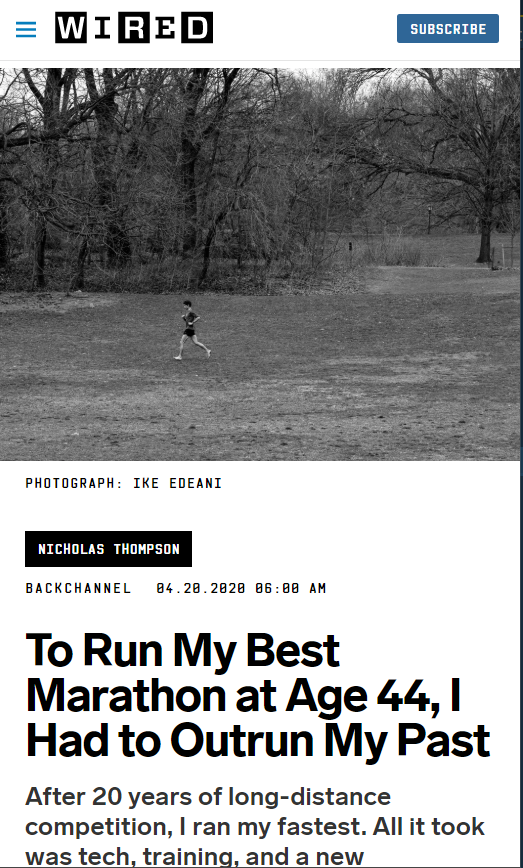 WIRED
SUBSCRIBE
PHOTOGRAPH: IKE EDEANI
NICHOLAS THOMPSON
BACKCHANNEL 04.20.2020 06:00 AM
To Run My Best
Marathon at Age 44, I
Had to Outrun My Past
After 20 years of long-distance
competition, I ran my fastest. All it took
was tech, training, and a new